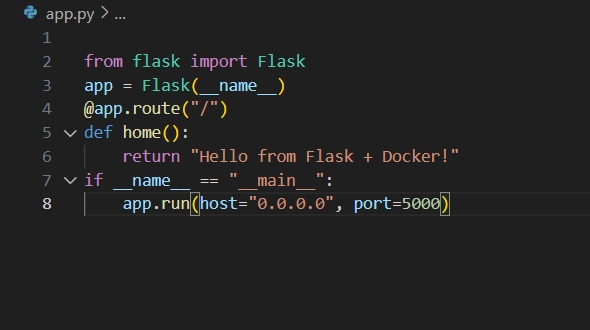 app.py > ...
1
2 from flask import Flask
3 app = Flask(__name__)
4 @app.route("/")
5 def home():
6     return "Hello from Flask + Docker!"
7 if __name__ == "__main__":
8     app.run(host="0.0.0.0", port=5000)